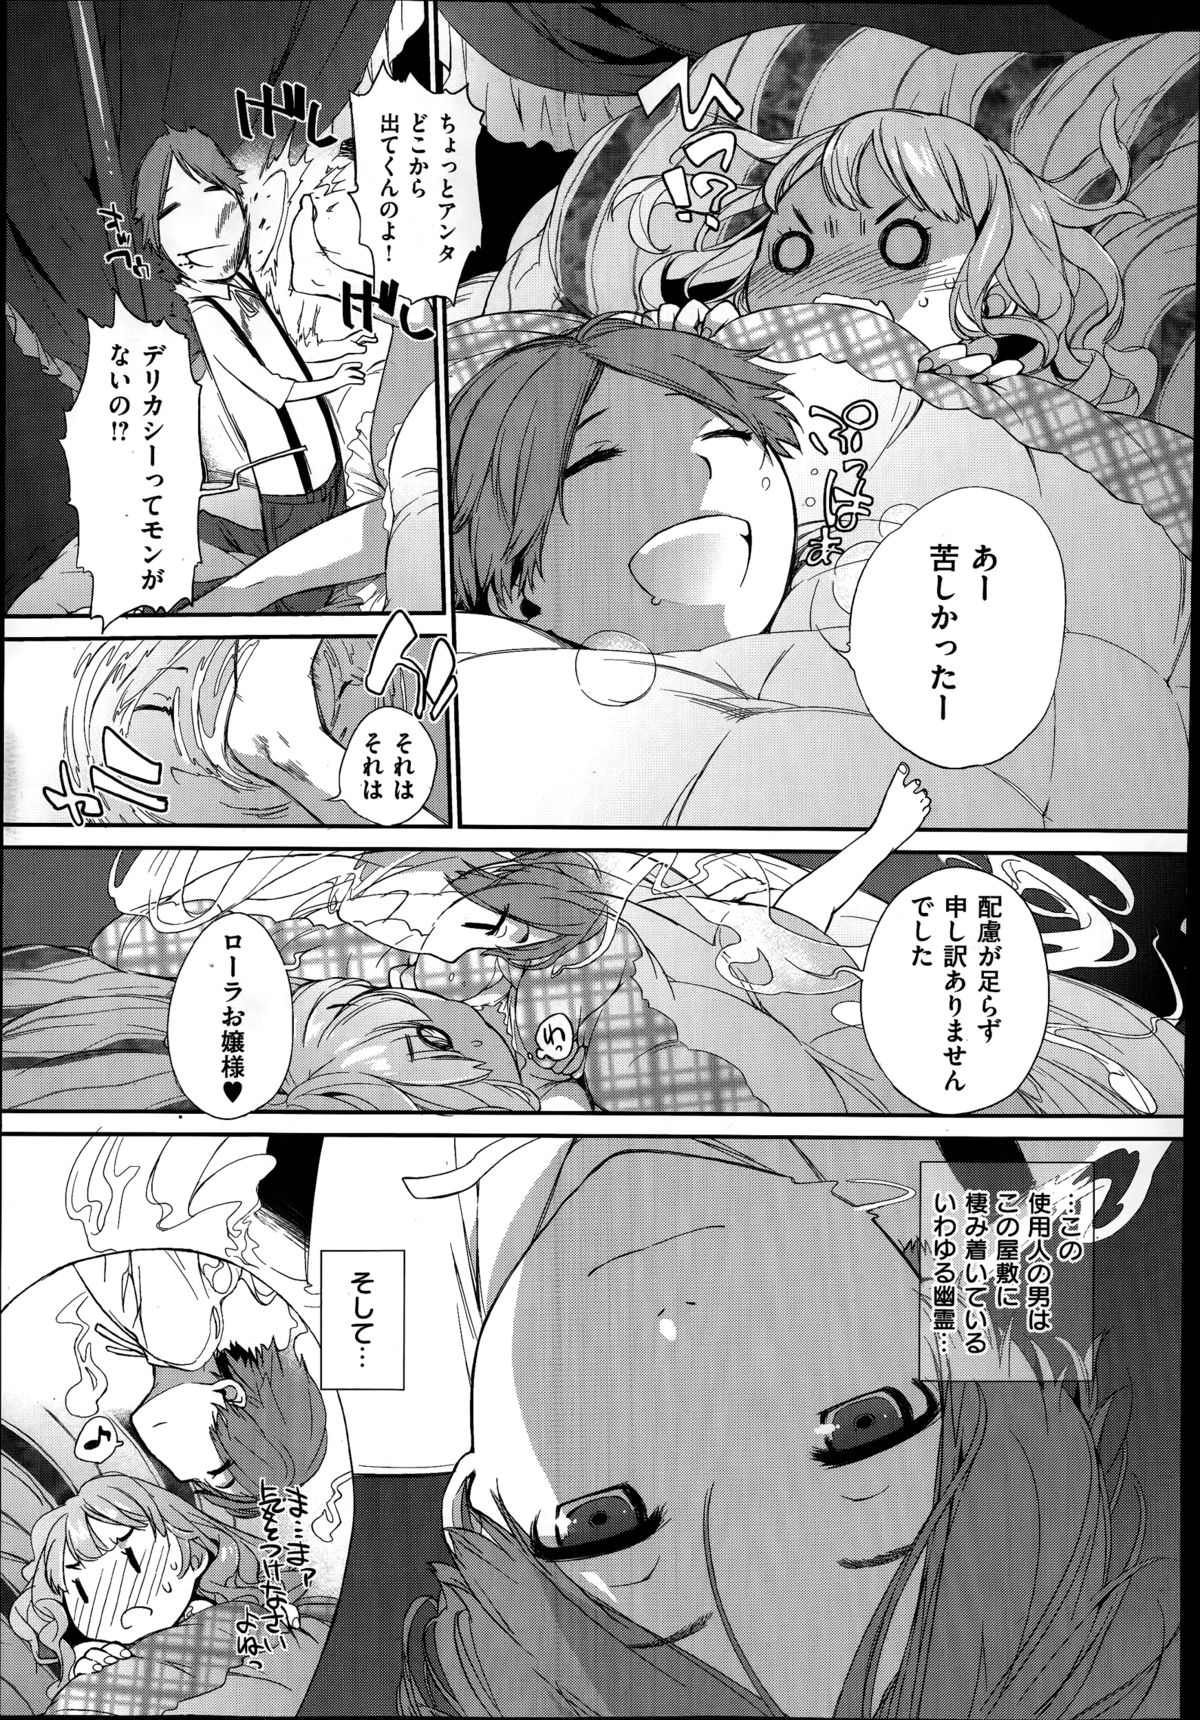 へっ!?
ぷっはぁ
あー
苦しかったー
ちょっとアンタ
どこから
出てくんのよ!
げし
げし
デリカシーってモンが
ないの!?
それは
それは
配慮が足らず
申し訳ありません
でした
わっ
ローラお嬢様♥
…この
使用人の男は
この屋敷に
棲み着いている
いわゆる幽霊…
そして…
♪
ま…まァ
気をつけなさい
よねっ